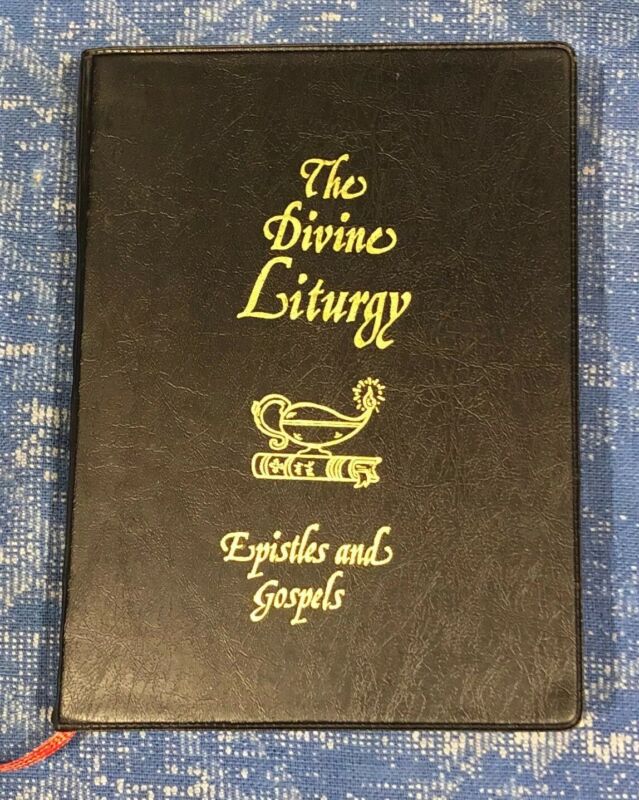 The
Divine
Liturgy
Epistles and
Gospels